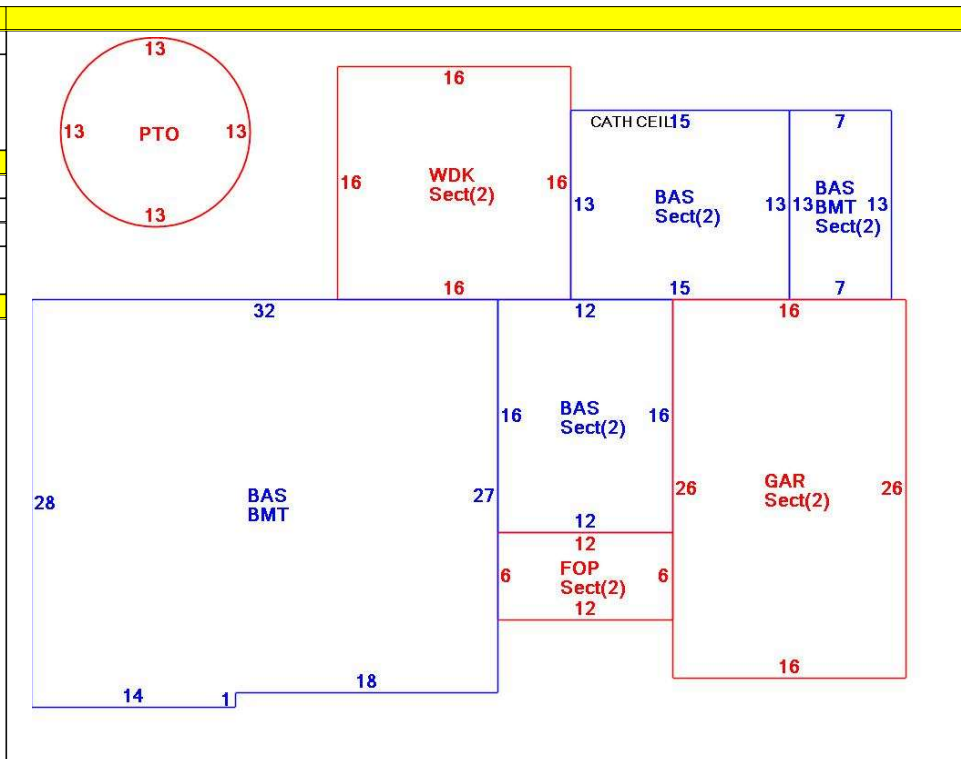 13
13 PTO 13
13
16
WDK
Sect(2)
16 16
16
CATH CEIL 15
BAS
Sect(2)
13 13
15
7
BAS
BMT
Sect(2)
13 13
7
32
28 27
BAS
BMT
14 1 18
12
16 16
BAS
Sect(2)
12
12
6 6
FOP
Sect(2)
12
16
GAR
Sect(2)
26 26
16